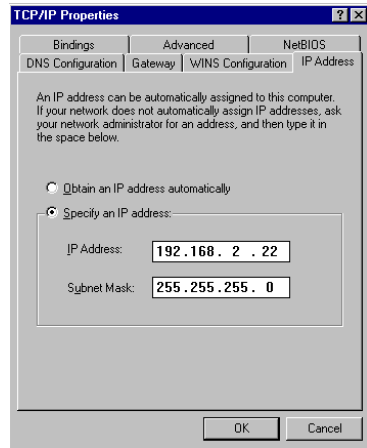 TCP/IP Properties
Bindings Advanced NetBIOS
DNS Configuration Gateway WINS Configuration IP Address
An IP address can be automatically assigned to this computer.
If your network does not automatically assign IP addresses, ask
your network administrator for an address, and then type it in
the space below.
Obtain an IP address automatically
Specify an IP address:
IP Address: 192.168. 2 .22
Subnet Mask: 255.255.255. 0
OK Cancel